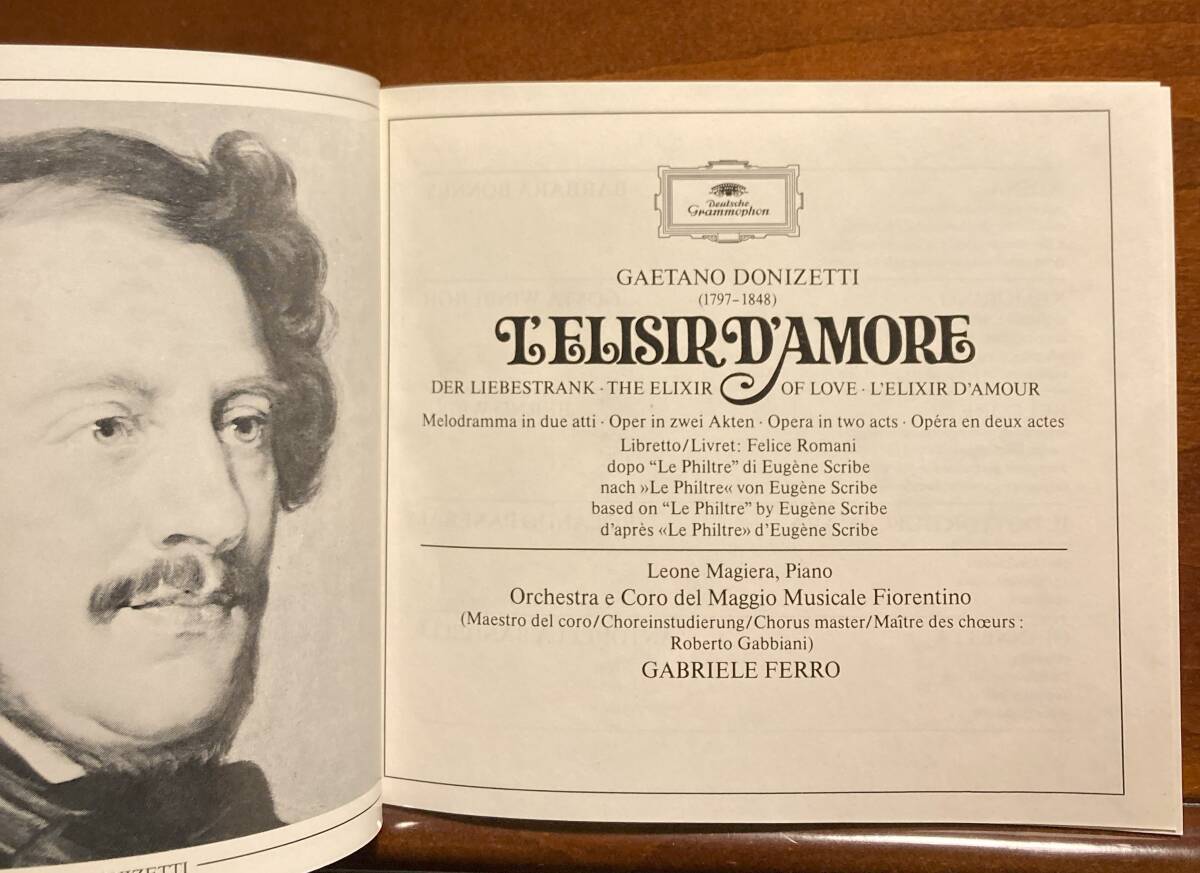 Deutsche
Grammophon
GAETANO DONIZETTI
(1797–1848)
L'ELISIR D'AMORE
DER LIEBESTRANK · THE ELIXIR OF LOVE · L'ELIXIR D'AMOUR
Melodramma in due atti · Oper in zwei Akten · Opera in two acts · Opéra en deux actes
Libretto/Livret: Felice Romani
dopo “Le Philtre” di Eugène Scribe
nach »Le Philtre« von Eugène Scribe
based on “Le Philtre” by Eugène Scribe
d'après «Le Philtre» d'Eugène Scribe
Leone Magiera, Piano
Orchestra e Coro del Maggio Musicale Fiorentino
(Maestro del coro/Choreinstudierung/Chorus master/Maître des chœurs :
Roberto Gabbiani)
GABRIELE FERRO